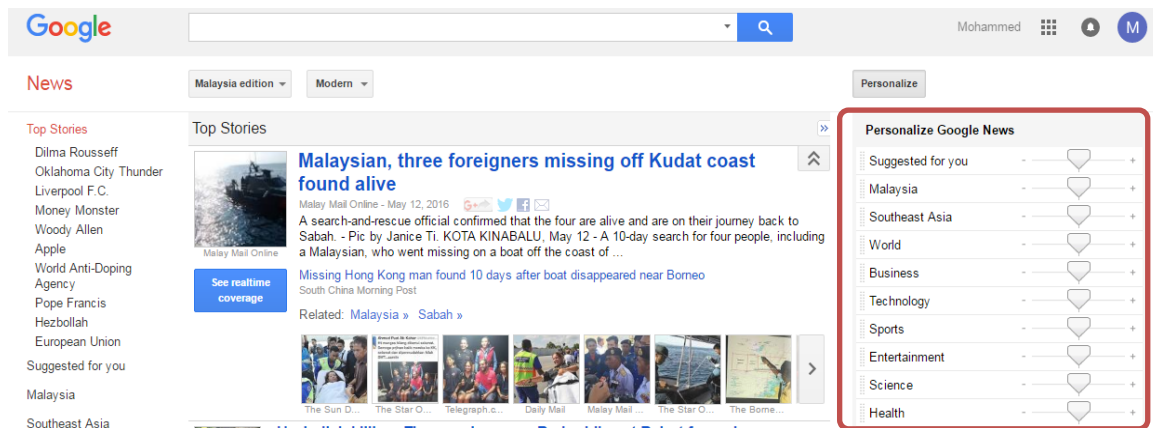 Google
Mohammed
M
News
Malaysia edition
Modern
Personalize
Top Stories
Dilma Rousseff
Oklahoma City Thunder
Liverpool F.C.
Money Monster
Woody Allen
Apple
World Anti-Doping
Agency
Pope Francis
Hezbollah
European Union
Suggested for you
Malaysia
Southeast Asia
Top Stories
Malay Mail Online
See realtime
coverage
Malaysian, three foreigners missing off Kudat coast
found alive
Malay Mail Online - May 12, 2016
A search-and-rescue official confirmed that the four are alive and are on their journey back to
Sabah. - Pic by Janice Ti. KOTA KINABALU, May 12 - A 10-day search for four people, including
a Malaysian, who went missing on a boat off the coast of ...
Missing Hong Kong man found 10 days after boat disappeared near Borneo
South China Morning Post
Related: Malaysia » Sabah »
The Sun D... The Star O... Telegraph.c... Daily Mail Malay Mail ... The Star O... The Borne...
Personalize Google News
Suggested for you - +
Malaysia - +
Southeast Asia - +
World - +
Business - +
Technology - +
Sports - +
Entertainment - +
Science - +
Health - +